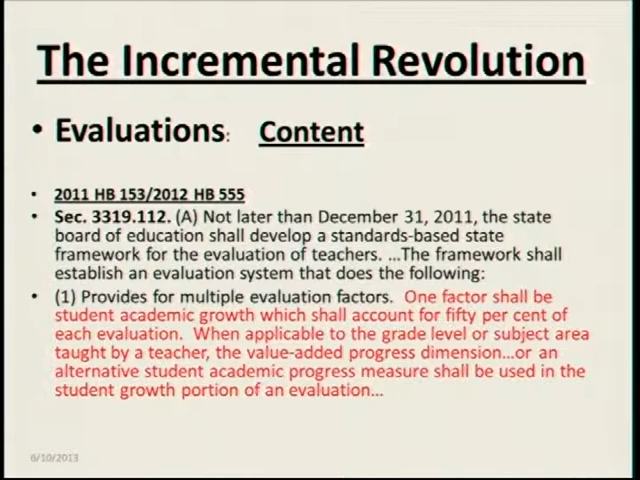 The Incremental Revolution
• Evaluations: Content
• 2011 HB 153/2012 HB 555
• Sec. 3319.112. (A) Not later than December 31, 2011, the state
board of education shall develop a standards-based state
framework for the evaluation of teachers. …The framework shall
establish an evaluation system that does the following:
• (1) Provides for multiple evaluation factors. One factor shall be
student academic growth which shall account for fifty per cent of
each evaluation. When applicable to the grade level or subject area
taught by a teacher, the value-added progress dimension…or an
alternative student academic progress measure shall be used in the
student growth portion of an evaluation…
6/10/2013